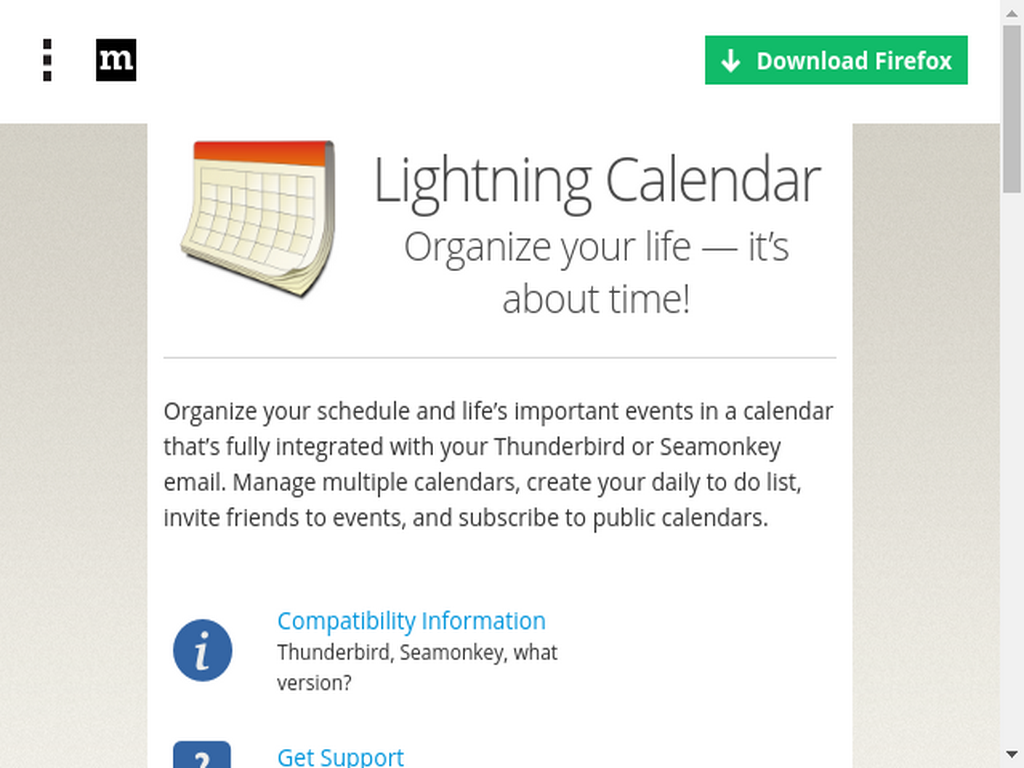 m
Download Firefox
Lightning Calendar
Organize your life — it’s
about time!
Organize your schedule and life’s important events in a calendar
that’s fully integrated with your Thunderbird or Seamonkey
email. Manage multiple calendars, create your daily to do list,
invite friends to events, and subscribe to public calendars.
i
Compatibility Information
Thunderbird, Seamonkey, what
version?
?
Get Support